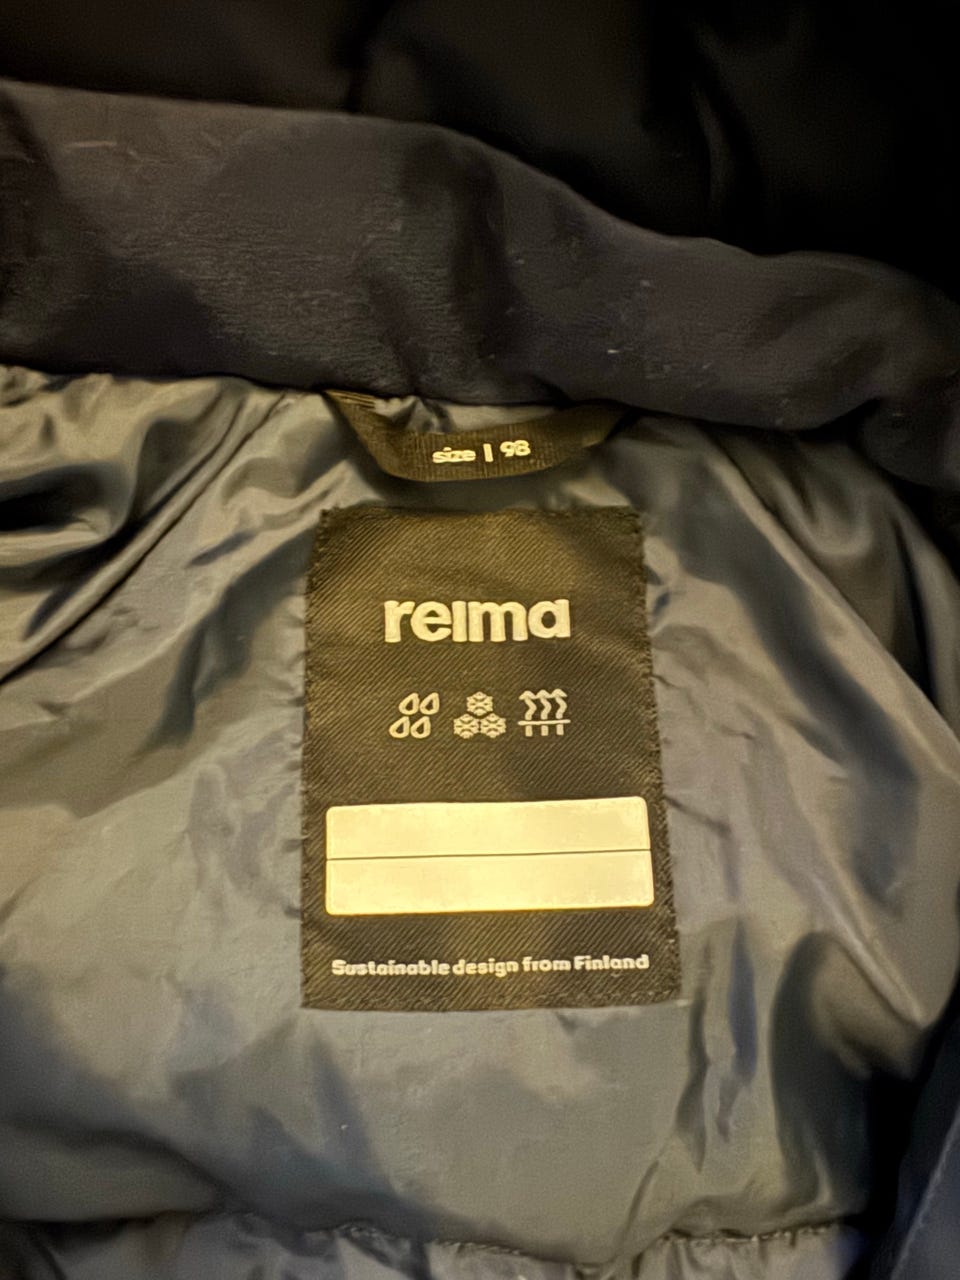 size | 98
reima
Sustainable design from Finland